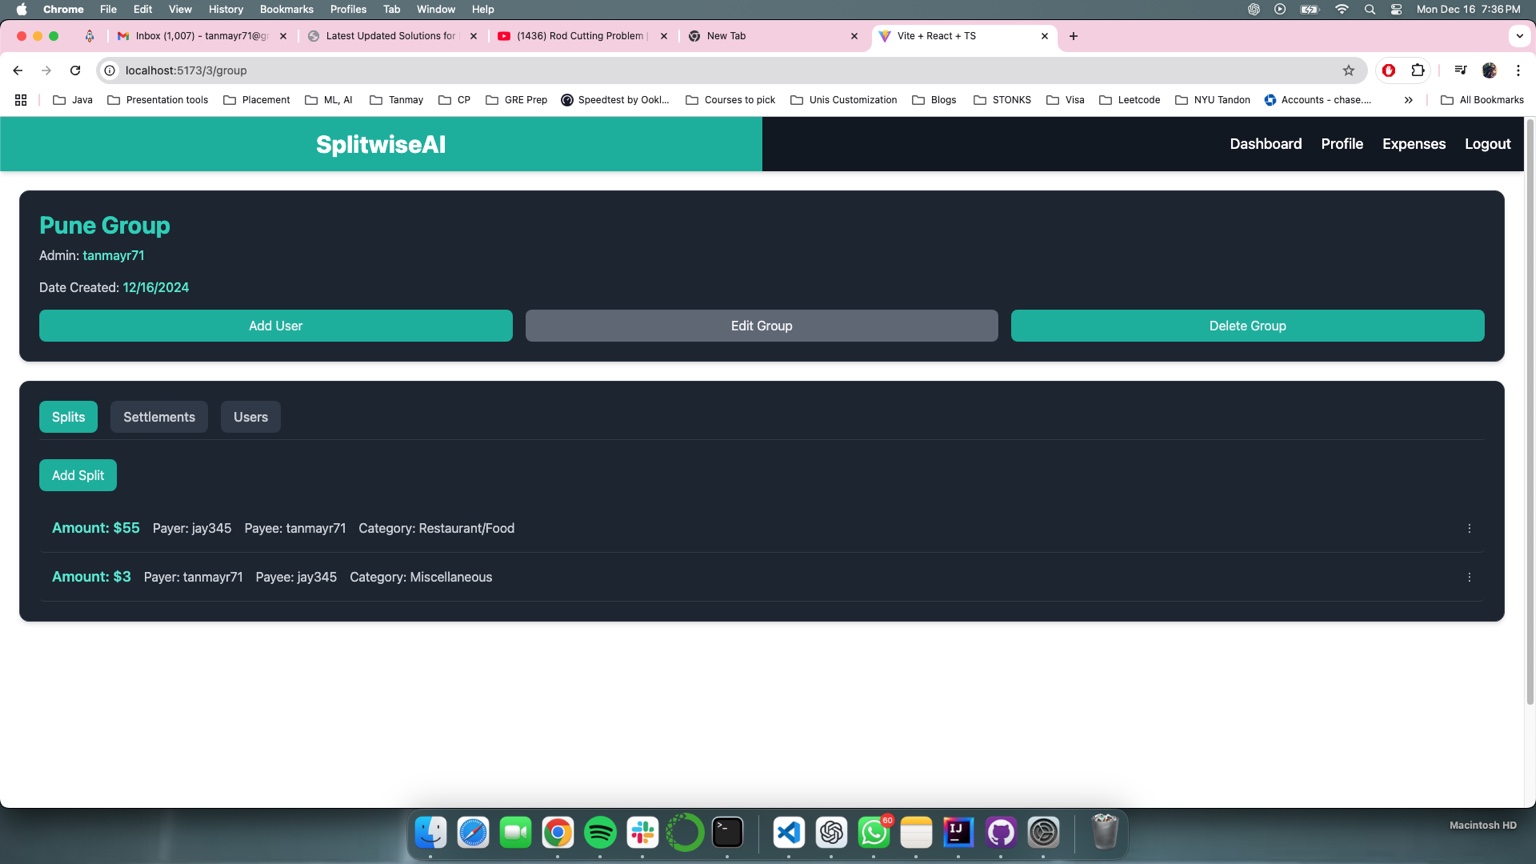 Chrome File Edit View History Bookmarks Profiles Tab Window Help Mon Dec 16 7:36 PM
Inbox (1,007) - tanmayr71@g Latest Updated Solutions for (1436) Rod Cutting Problem New Tab Vite + React + TS
localhost:5173/3/group
Java Presentation tools Placement ML, AI Tanmay CP GRE Prep Speedtest by Ookl... Courses to pick Unis Customization Blogs STONKS Visa Leetcode NYU Tandon Accounts - chase.... » All Bookmarks
SplitwiseAI Dashboard Profile Expenses Logout
Pune Group
Admin: tanmayr71
Date Created: 12/16/2024
Add User Edit Group Delete Group
Splits Settlements Users
Add Split
Amount: $55 Payer: jay345 Payee: tanmayr71 Category: Restaurant/Food
Amount: $3 Payer: tanmayr71 Payee: jay345 Category: Miscellaneous
60
IJ
Macintosh HD